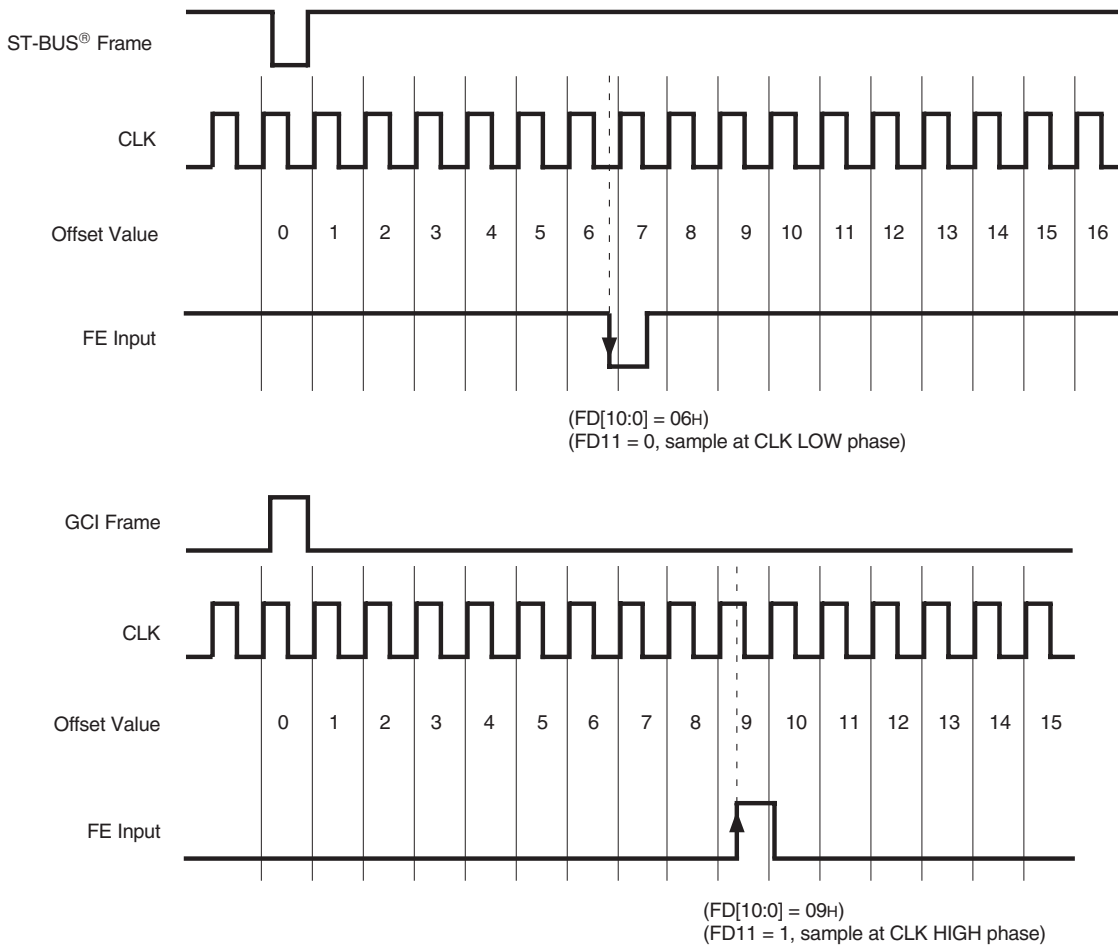 ST-BUS® Frame
CLK
Offset Value 0 1 2 3 4 5 6 7 8 9 10 11 12 13 14 15 16
FE Input
(FD[10:0] = 06H)
(FD11 = 0, sample at CLK LOW phase)
GCI Frame
CLK
Offset Value 0 1 2 3 4 5 6 7 8 9 10 11 12 13 14 15
FE Input
(FD[10:0] = 09H)
(FD11 = 1, sample at CLK HIGH phase)